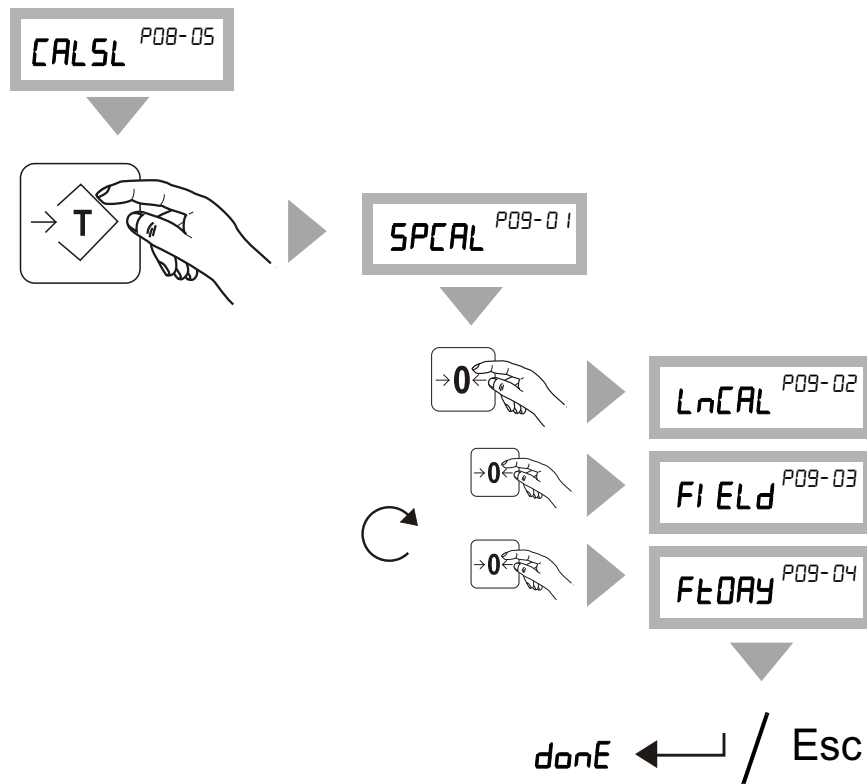 CALSL P08-05
→T
SPCAL P09-01
→0←
LnCAL P09-02
→0←
FIELd P09-03
→0←
FtOAY P09-04
donE / Esc